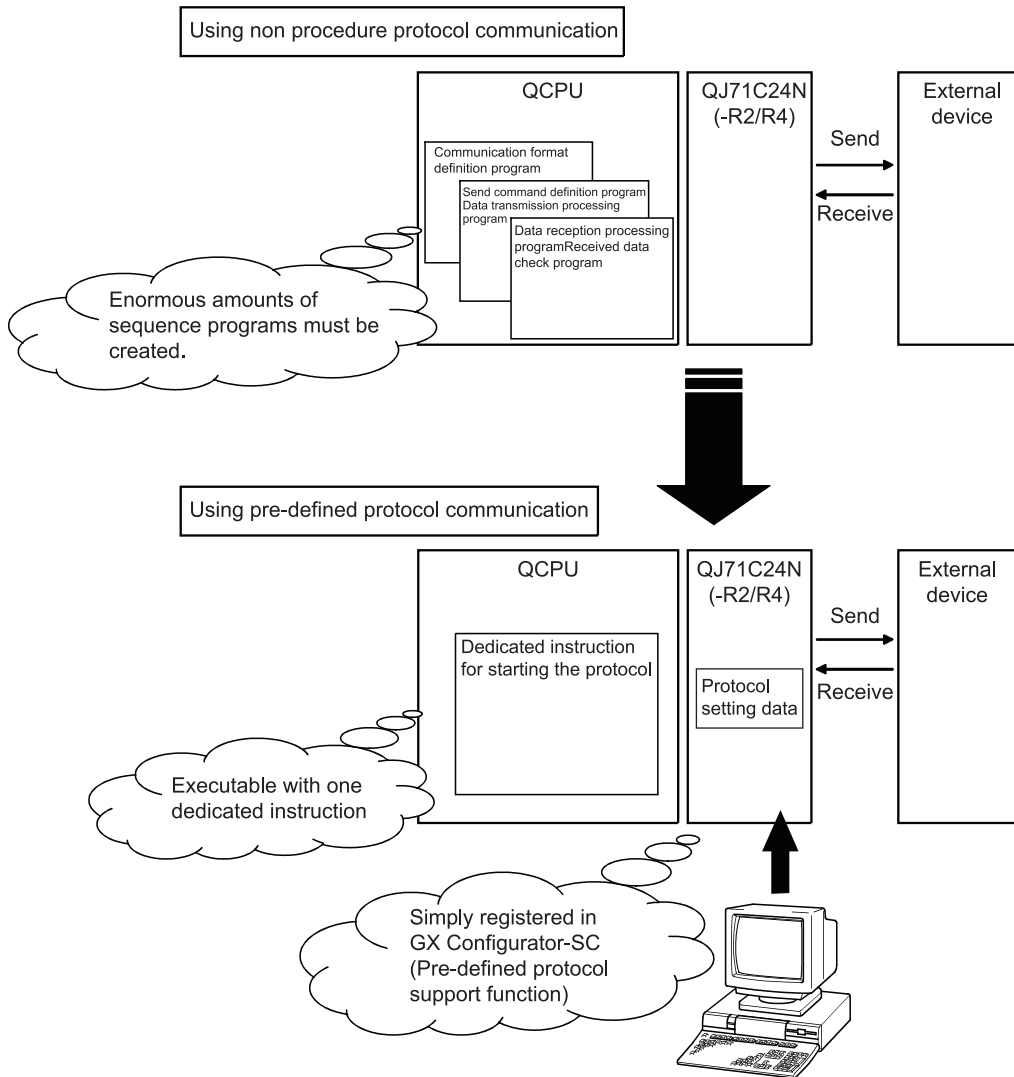 Using non procedure protocol communication
QCPU
QJ71C24N
(-R2/R4)
External
device
Send
Receive
Communication format
definition program
Send command definition program
Data transmission processing
program
Data reception processing
programReceived data
check program
Enormous amounts of
sequence programs must be
created.
Using pre-defined protocol communication
QCPU
QJ71C24N
(-R2/R4)
External
device
Send
Receive
Dedicated instruction
for starting the protocol
Protocol
setting data
Executable with one
dedicated instruction
Simply registered in
GX Configurator-SC
(Pre-defined protocol
support function)